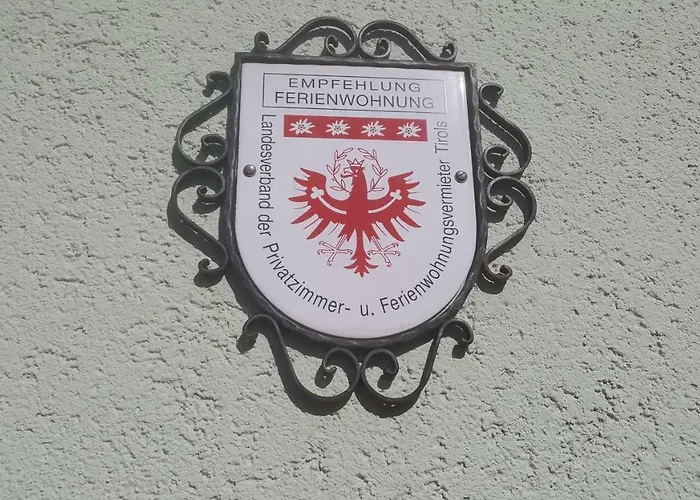 EMPFEHLUNG
FERIENWOHNUNG
Landesverband der Privatzimmer- u. Ferienwohnungsvermieter Tirols